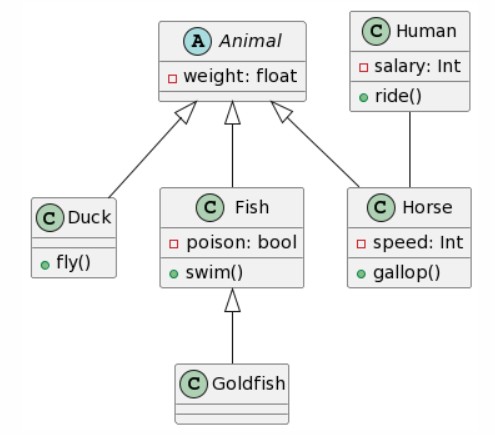 A Animal
weight: float
C Human
salary: Int
ride()
C Duck
fly()
C Fish
poison: bool
swim()
C Horse
speed: Int
gallop()
C Goldfish